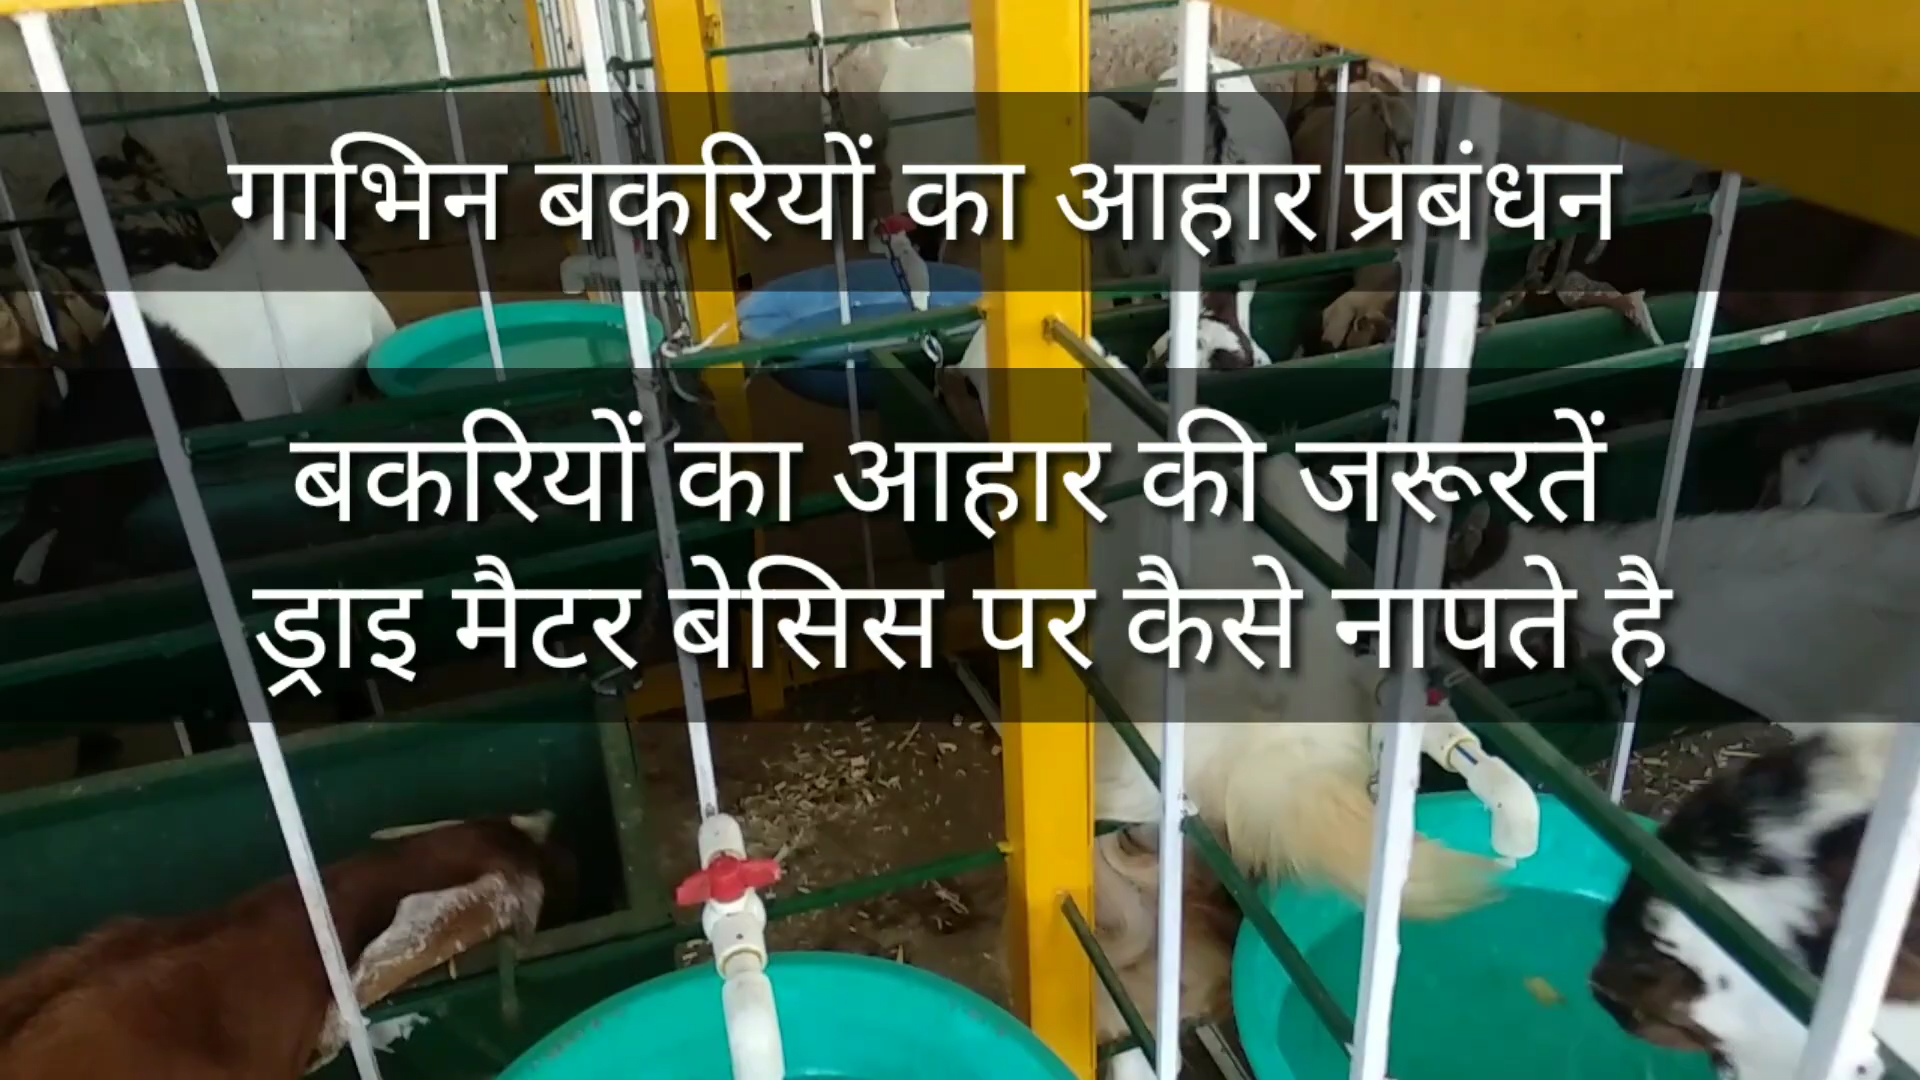 गाभिन बकरियों का आहार प्रबंधन
बकरियों का आहार की जरूरतें
ड्राइ मैटर बेसिस पर कैसे नापते है